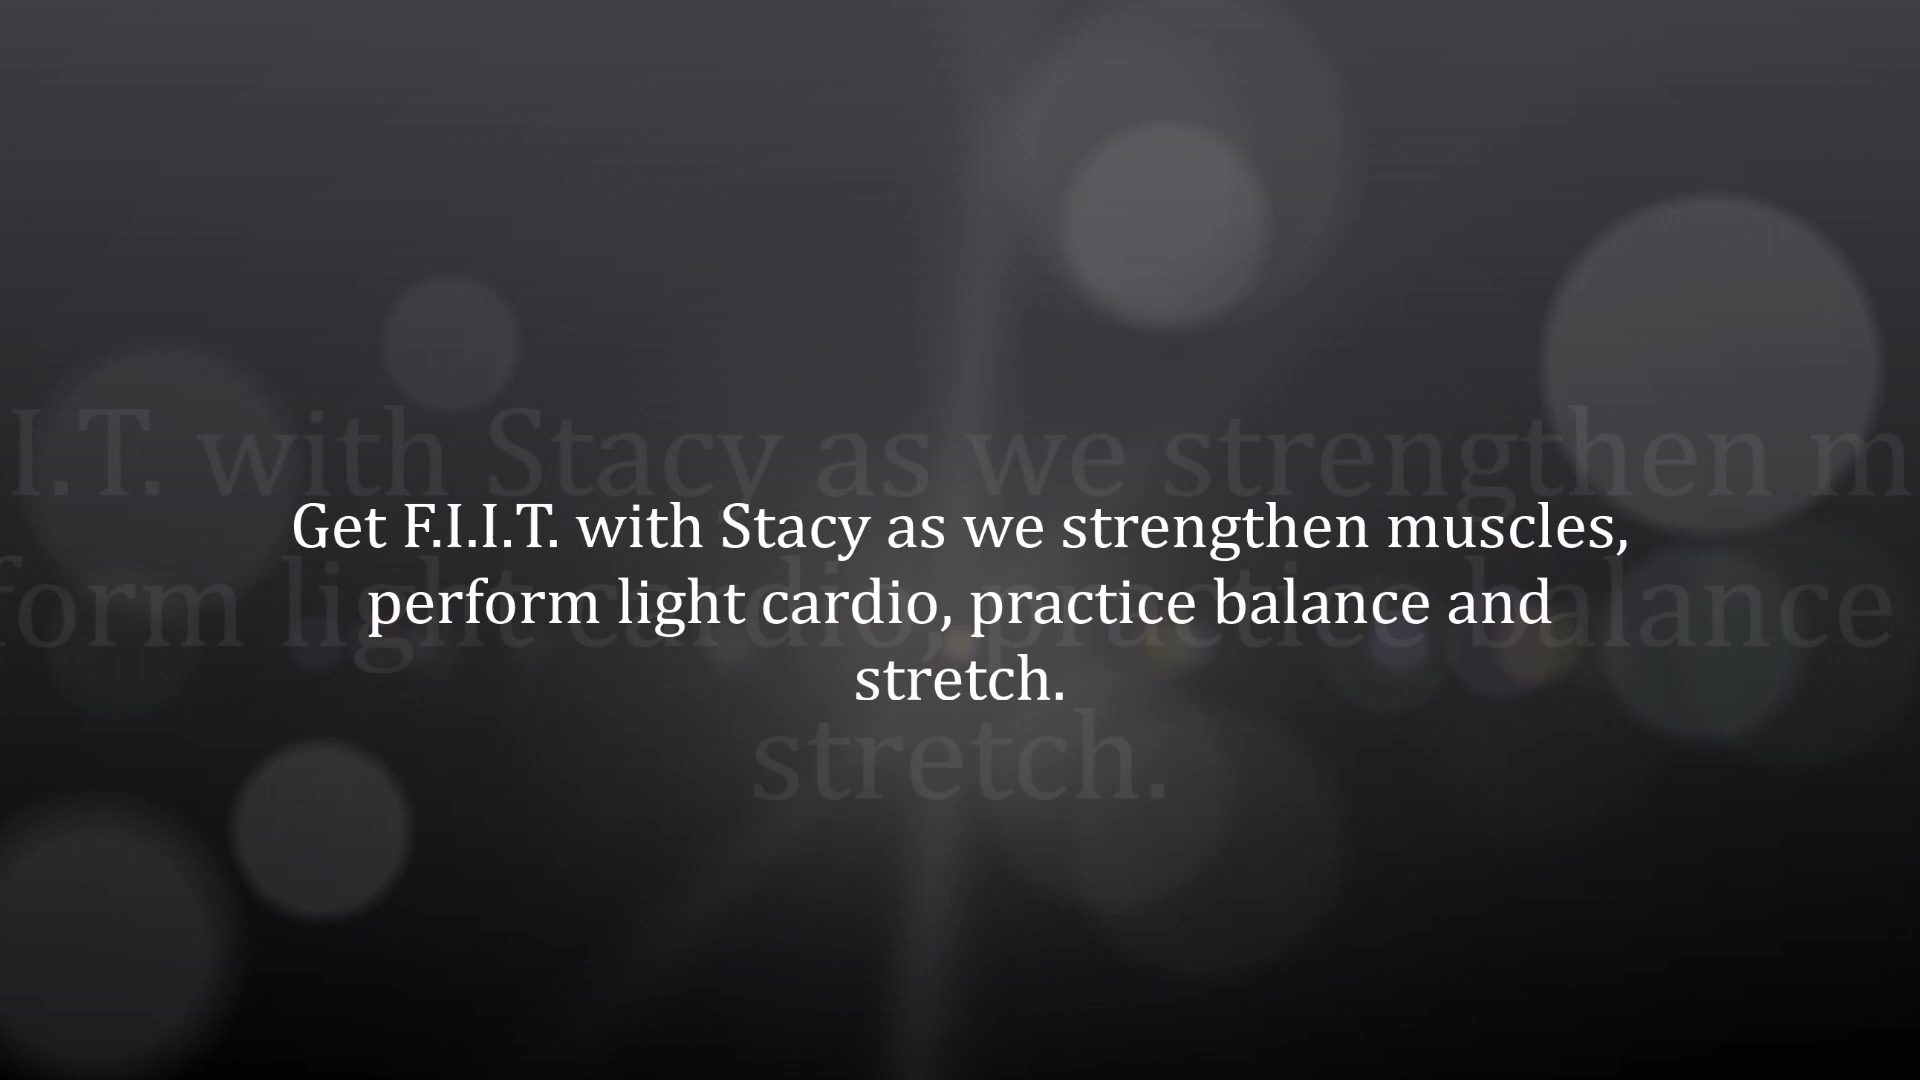 Get F.I.I.T. with Stacy as we strengthen muscles,
perform light cardio, practice balance and
stretch.